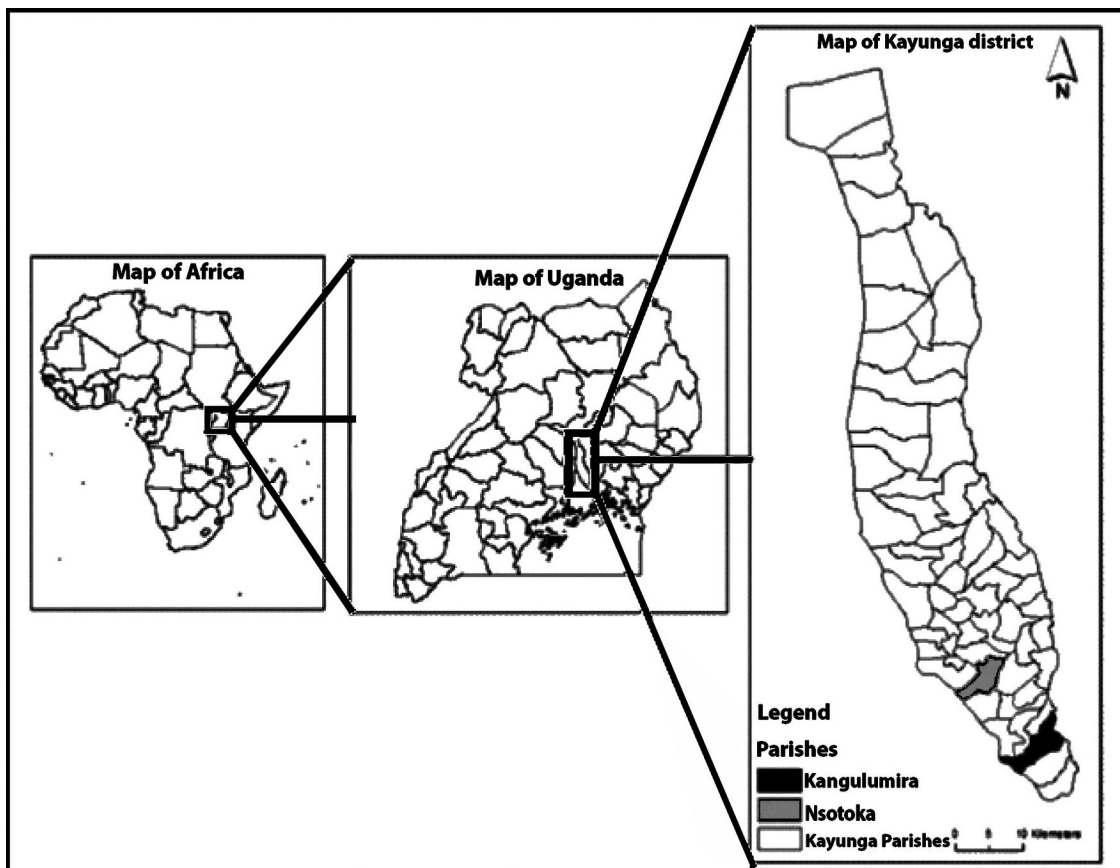 Map of Kayunga district
N
Map of Africa
Map of Uganda
Legend
Parishes
Kangulumira
Nsotoka
Kayunga Parishes
0 5 10 Kilometers